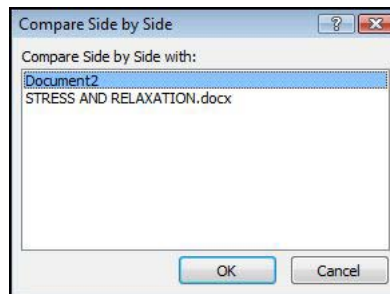 Compare Side by Side
Compare Side by Side with:
Document2
STRESS AND RELAXATION.docx
OK
Cancel